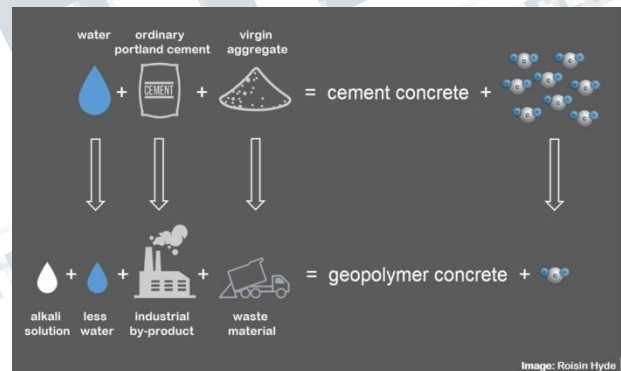 water
ordinary
portland cement
virgin
aggregate
+
CEMENT
+
= cement concrete +
+
+
+
= geopolymer concrete +
alkali
solution
less
water
industrial
by-product
waste
material
Image: Roisin Hyde